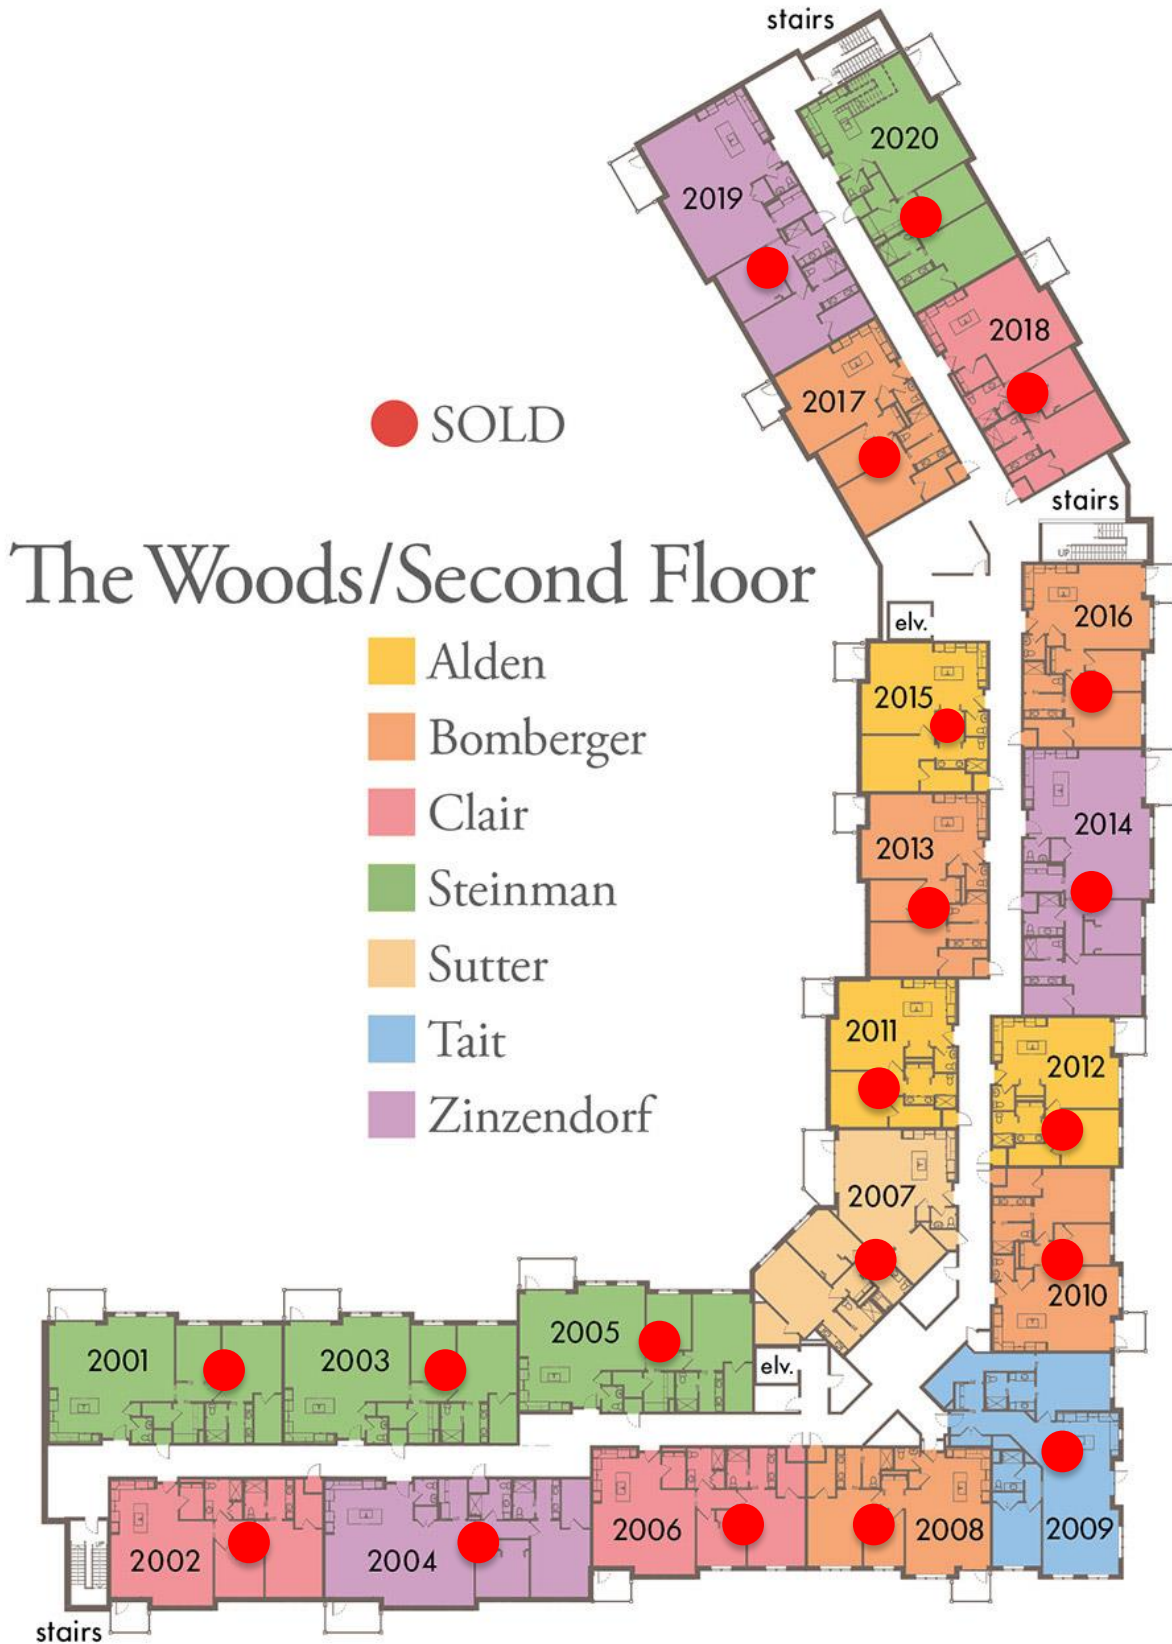 stairs
2020
2019
2018
2017
SOLD
stairs
The Woods/Second Floor
UP
2016
elv.
Alden
2015
Bomberger
Clair
2013
2014
Steinman
Sutter
2011
Tait
2012
Zinzendorf
2007
2010
2001
2003
2005
elv.
2006
2008
2009
2002
2004
stairs